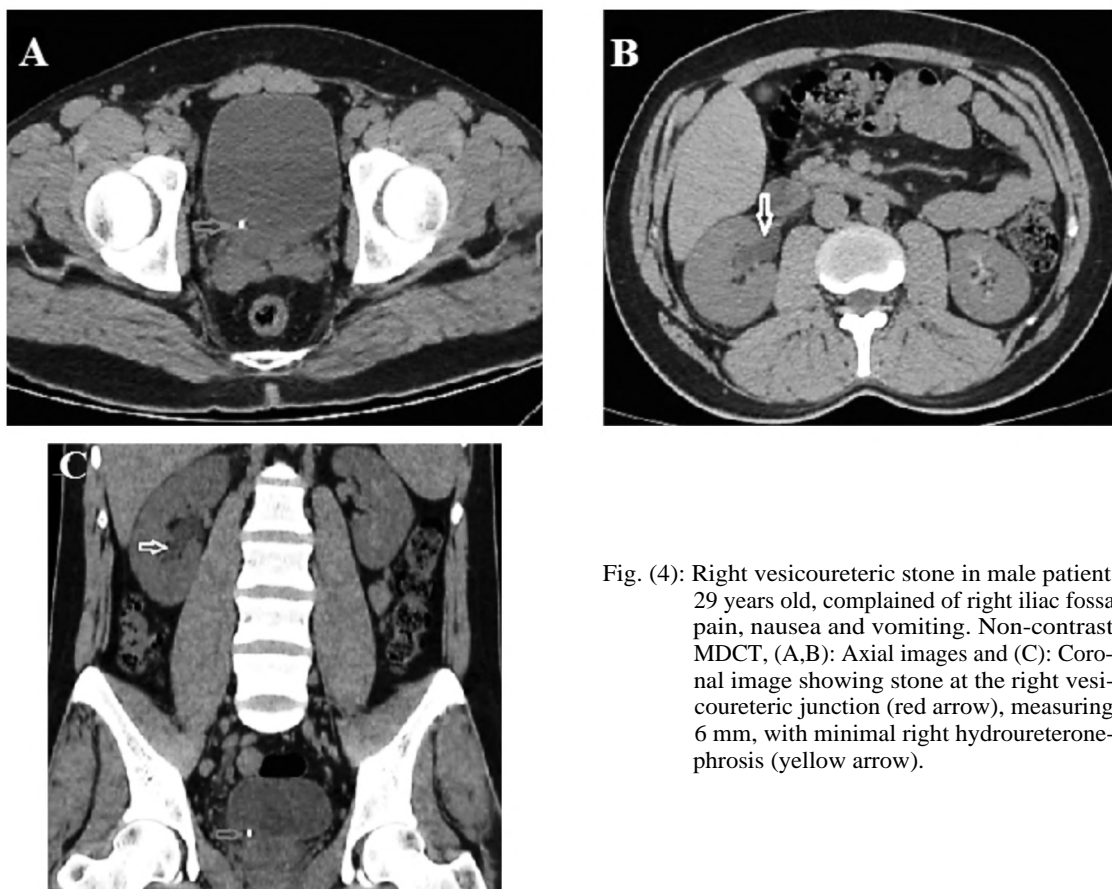 A
B
C
Fig. (4): Right vesicoureteric stone in male patient
29 years old, complained of right iliac fossa
pain, nausea and vomiting. Non-contrast
MDCT, (A,B): Axial images and (C): Coro-
nal image showing stone at the right vesi-
coureteric junction (red arrow), measuring
6 mm, with minimal right hydroureterone-
phrosis (yellow arrow).